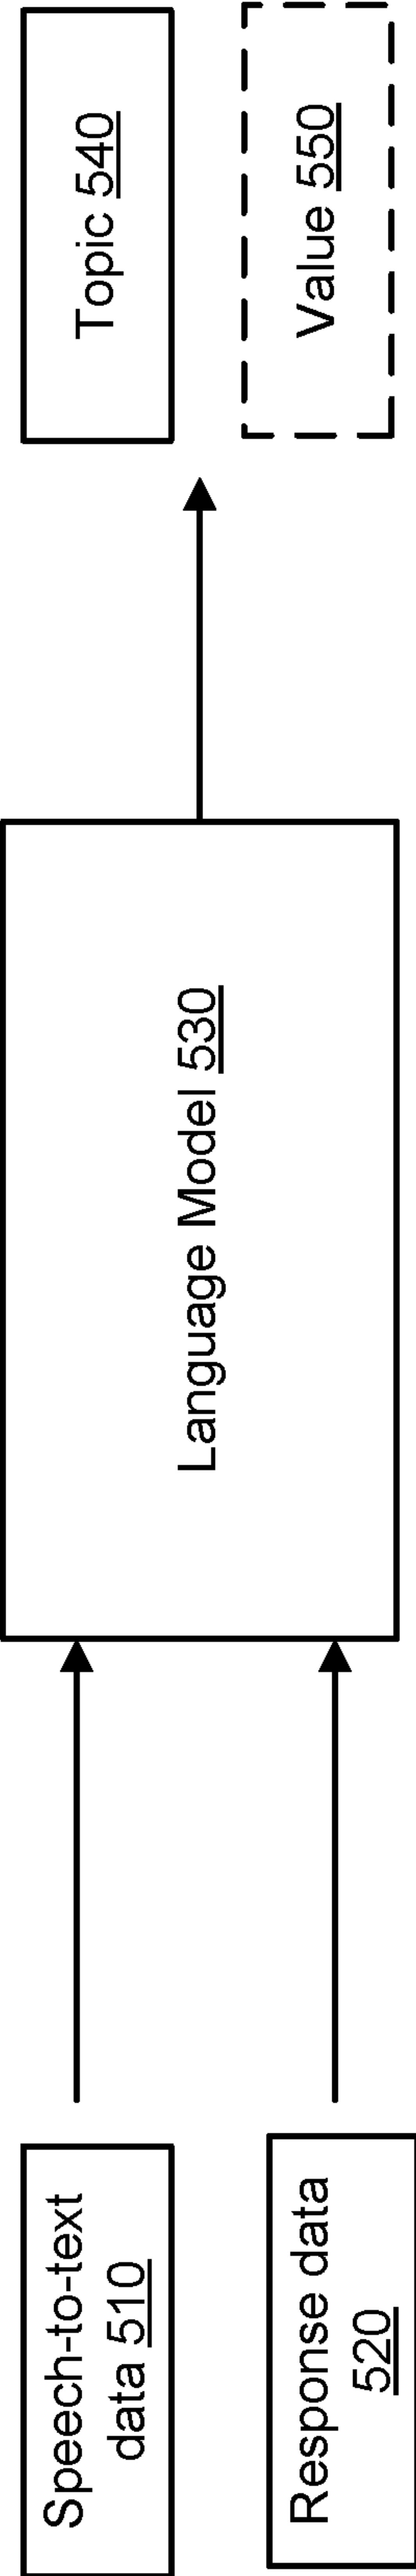 Speech-to-text
data 510
Response data
520
Language Model 530
Topic 540
Value 550